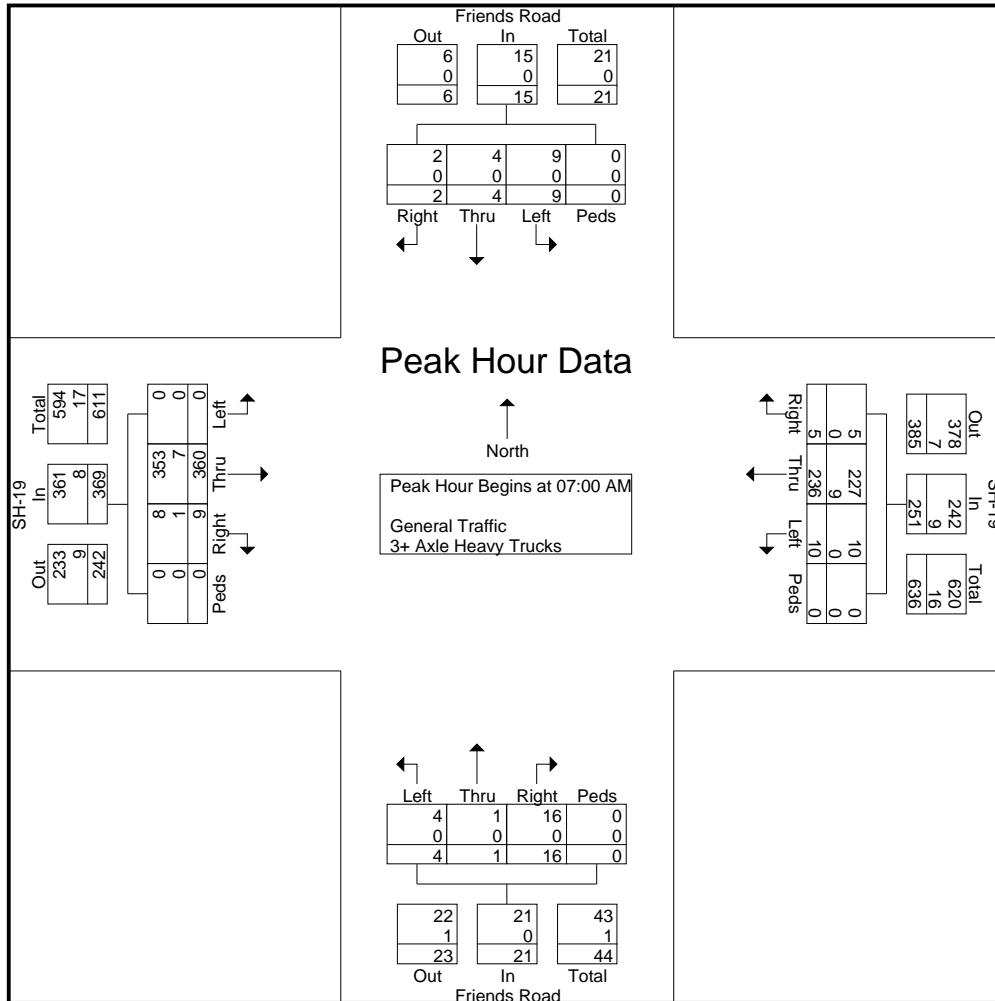 Friends Road
Out In Total
6 15 21
0 0 0
6 15 21
2 4 9 0
0 0 0 0
2 4 9 0
Right Thru Left Peds
Peak Hour Data
North
Peak Hour Begins at 07:00 AM
General Traffic
3+ Axle Heavy Trucks
SH-19
Total In Out
594 361 233
17 8 9
611 369 242
0 353 8 0
0 7 1 0
0 360 9 0
Left Thru Right Peds
SH-19
Out In Total
378 242 620
7 9 16
385 251 636
5 227 10 0
0 9 0 0
5 236 10 0
Right Thru Left Peds
Left Thru Right Peds
4 1 16 0
0 0 0 0
4 1 16 0
22 21 43
1 0 1
23 21 44
Out In Total
Friends Road